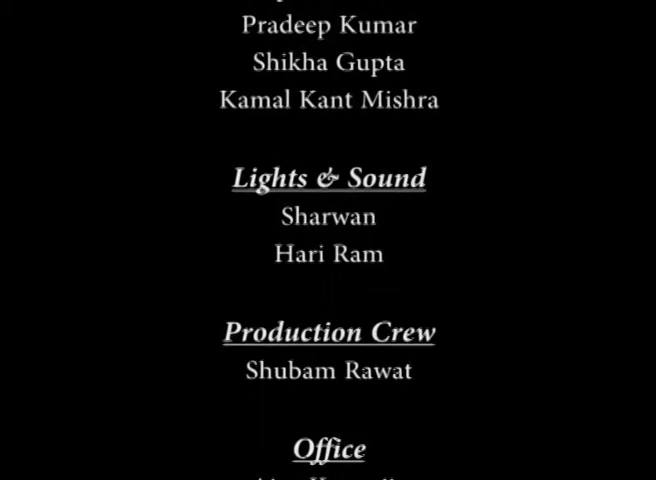 Pradeep Kumar
Shikha Gupta
Kamal Kant Mishra
Lights & Sound
Sharwan
Hari Ram
Production Crew
Shubam Rawat
Office